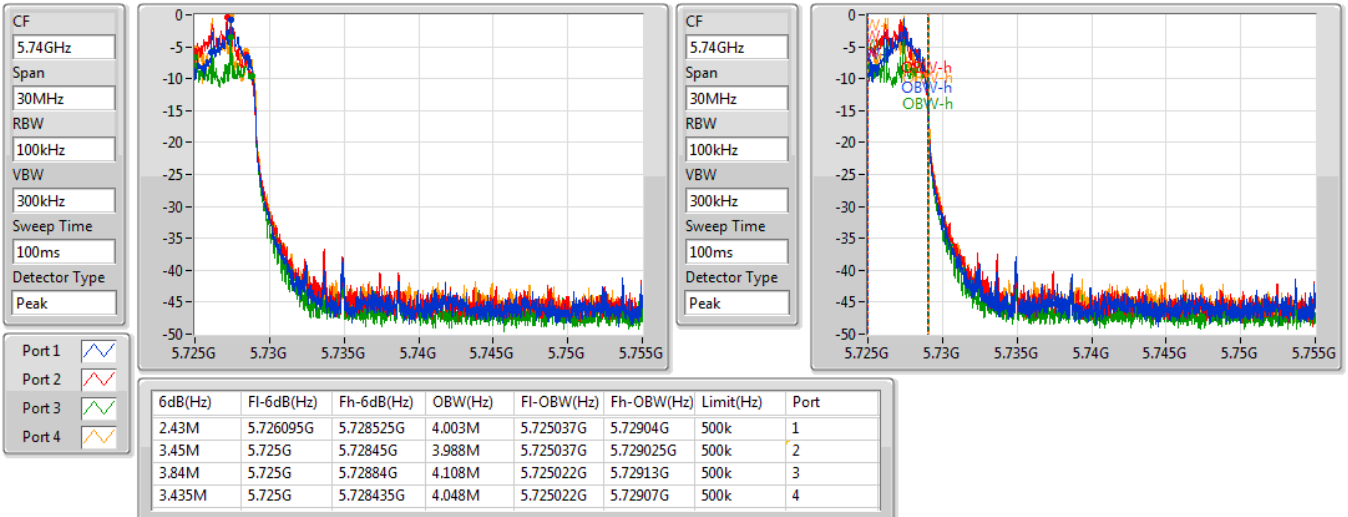 CF
5.74GHz
Span
30MHz
RBW
100kHz
VBW
300kHz
Sweep Time
100ms
Detector Type
Peak
0
-5
-10
-15
-20
-25
-30
-35
-40
-45
-50
5.725G 5.73G 5.735G 5.74G 5.745G 5.75G 5.755G
CF
5.74GHz
Span
30MHz
RBW
100kHz
VBW
300kHz
Sweep Time
100ms
Detector Type
Peak
0
-5
-10
-15
-20
-25
-30
-35
-40
-45
-50
OBW-h
OBW-h
5.725G 5.73G 5.735G 5.74G 5.745G 5.75G 5.755G
Port 1
Port 2
Port 3
Port 4
6dB(Hz) Fl-6dB(Hz) Fh-6dB(Hz) OBW(Hz) Fl-OBW(Hz) Fh-OBW(Hz) Limit(Hz) Port
2.43M 5.726095G 5.728525G 4.003M 5.725037G 5.72904G 500k 1
3.45M 5.725G 5.72845G 3.988M 5.725037G 5.729025G 500k 2
3.84M 5.725G 5.72884G 4.108M 5.725022G 5.72913G 500k 3
3.435M 5.725G 5.728435G 4.048M 5.725022G 5.72907G 500k 4